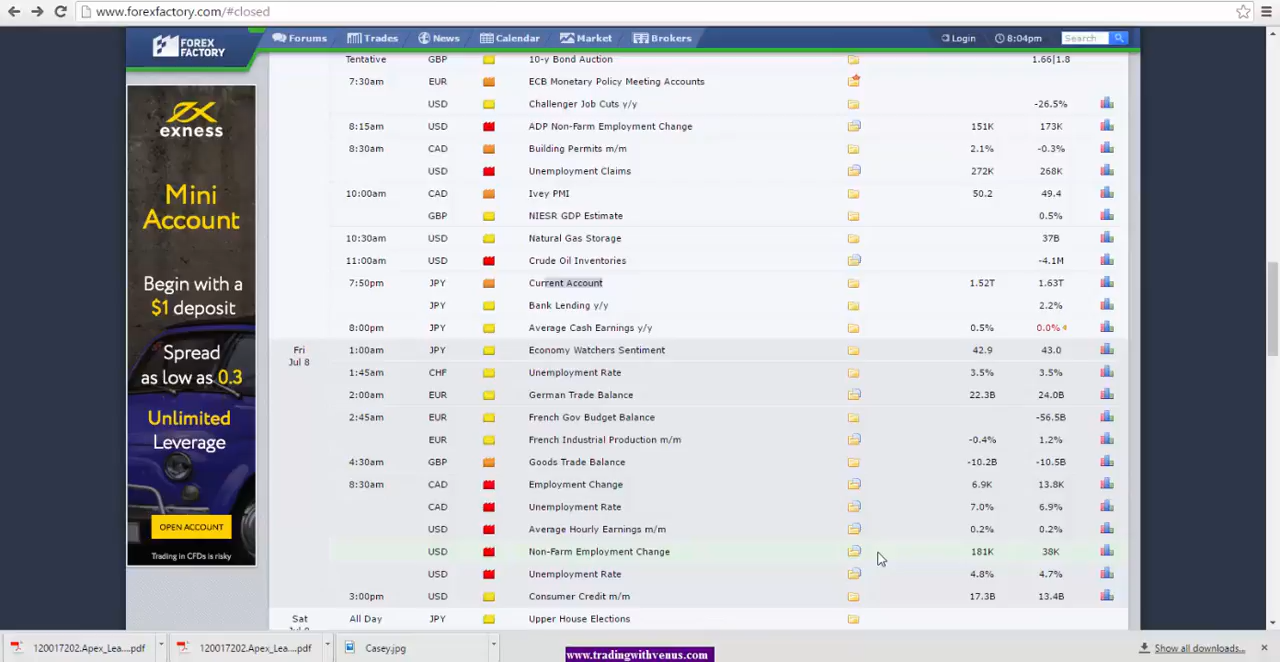 www.forexfactory.com/#closed
FOREX FACTORY Forums Trades News Calendar Market Brokers Login 8:04pm Search
Tentative GBP 10-y Bond Auction 1.66|1.8
7:30am EUR ECB Monetary Policy Meeting Accounts
USD Challenger Job Cuts y/y -26.5%
8:15am USD ADP Non-Farm Employment Change 151K 173K
8:30am CAD Building Permits m/m 2.1% -0.3%
USD Unemployment Claims 272K 268K
10:00am CAD Ivey PMI 50.2 49.4
GBP NIESR GDP Estimate 0.5%
10:30am USD Natural Gas Storage 37B
11:00am USD Crude Oil Inventories -4.1M
7:50pm JPY Current Account 1.52T 1.63T
JPY Bank Lending y/y 2.2%
8:00pm JPY Average Cash Earnings y/y 0.5% 0.0%
Fri Jul 8 1:00am JPY Economy Watchers Sentiment 42.9 43.0
1:45am CHF Unemployment Rate 3.5% 3.5%
2:00am EUR German Trade Balance 22.3B 24.0B
2:45am EUR French Gov Budget Balance -56.5B
EUR French Industrial Production m/m -0.4% 1.2%
4:30am GBP Goods Trade Balance -10.2B -10.5B
8:30am CAD Employment Change 6.9K 13.8K
CAD Unemployment Rate 7.0% 6.9%
USD Average Hourly Earnings m/m 0.2% 0.2%
USD Non-Farm Employment Change 181K 38K
USD Unemployment Rate 4.8% 4.7%
3:00pm USD Consumer Credit m/m 17.3B 13.4B
Sat All Day JPY Upper House Elections
exness
Mini
Account
Begin with a
$1 deposit
Spread
as low as 0.3
Unlimited
Leverage
OPEN ACCOUNT
Trading in CFDs is risky
120017202.Apex_Lea....pdf 120017202.Apex_Lea....pdf Casey.jpg Show all downloads...
www.tradingwithvenus.com